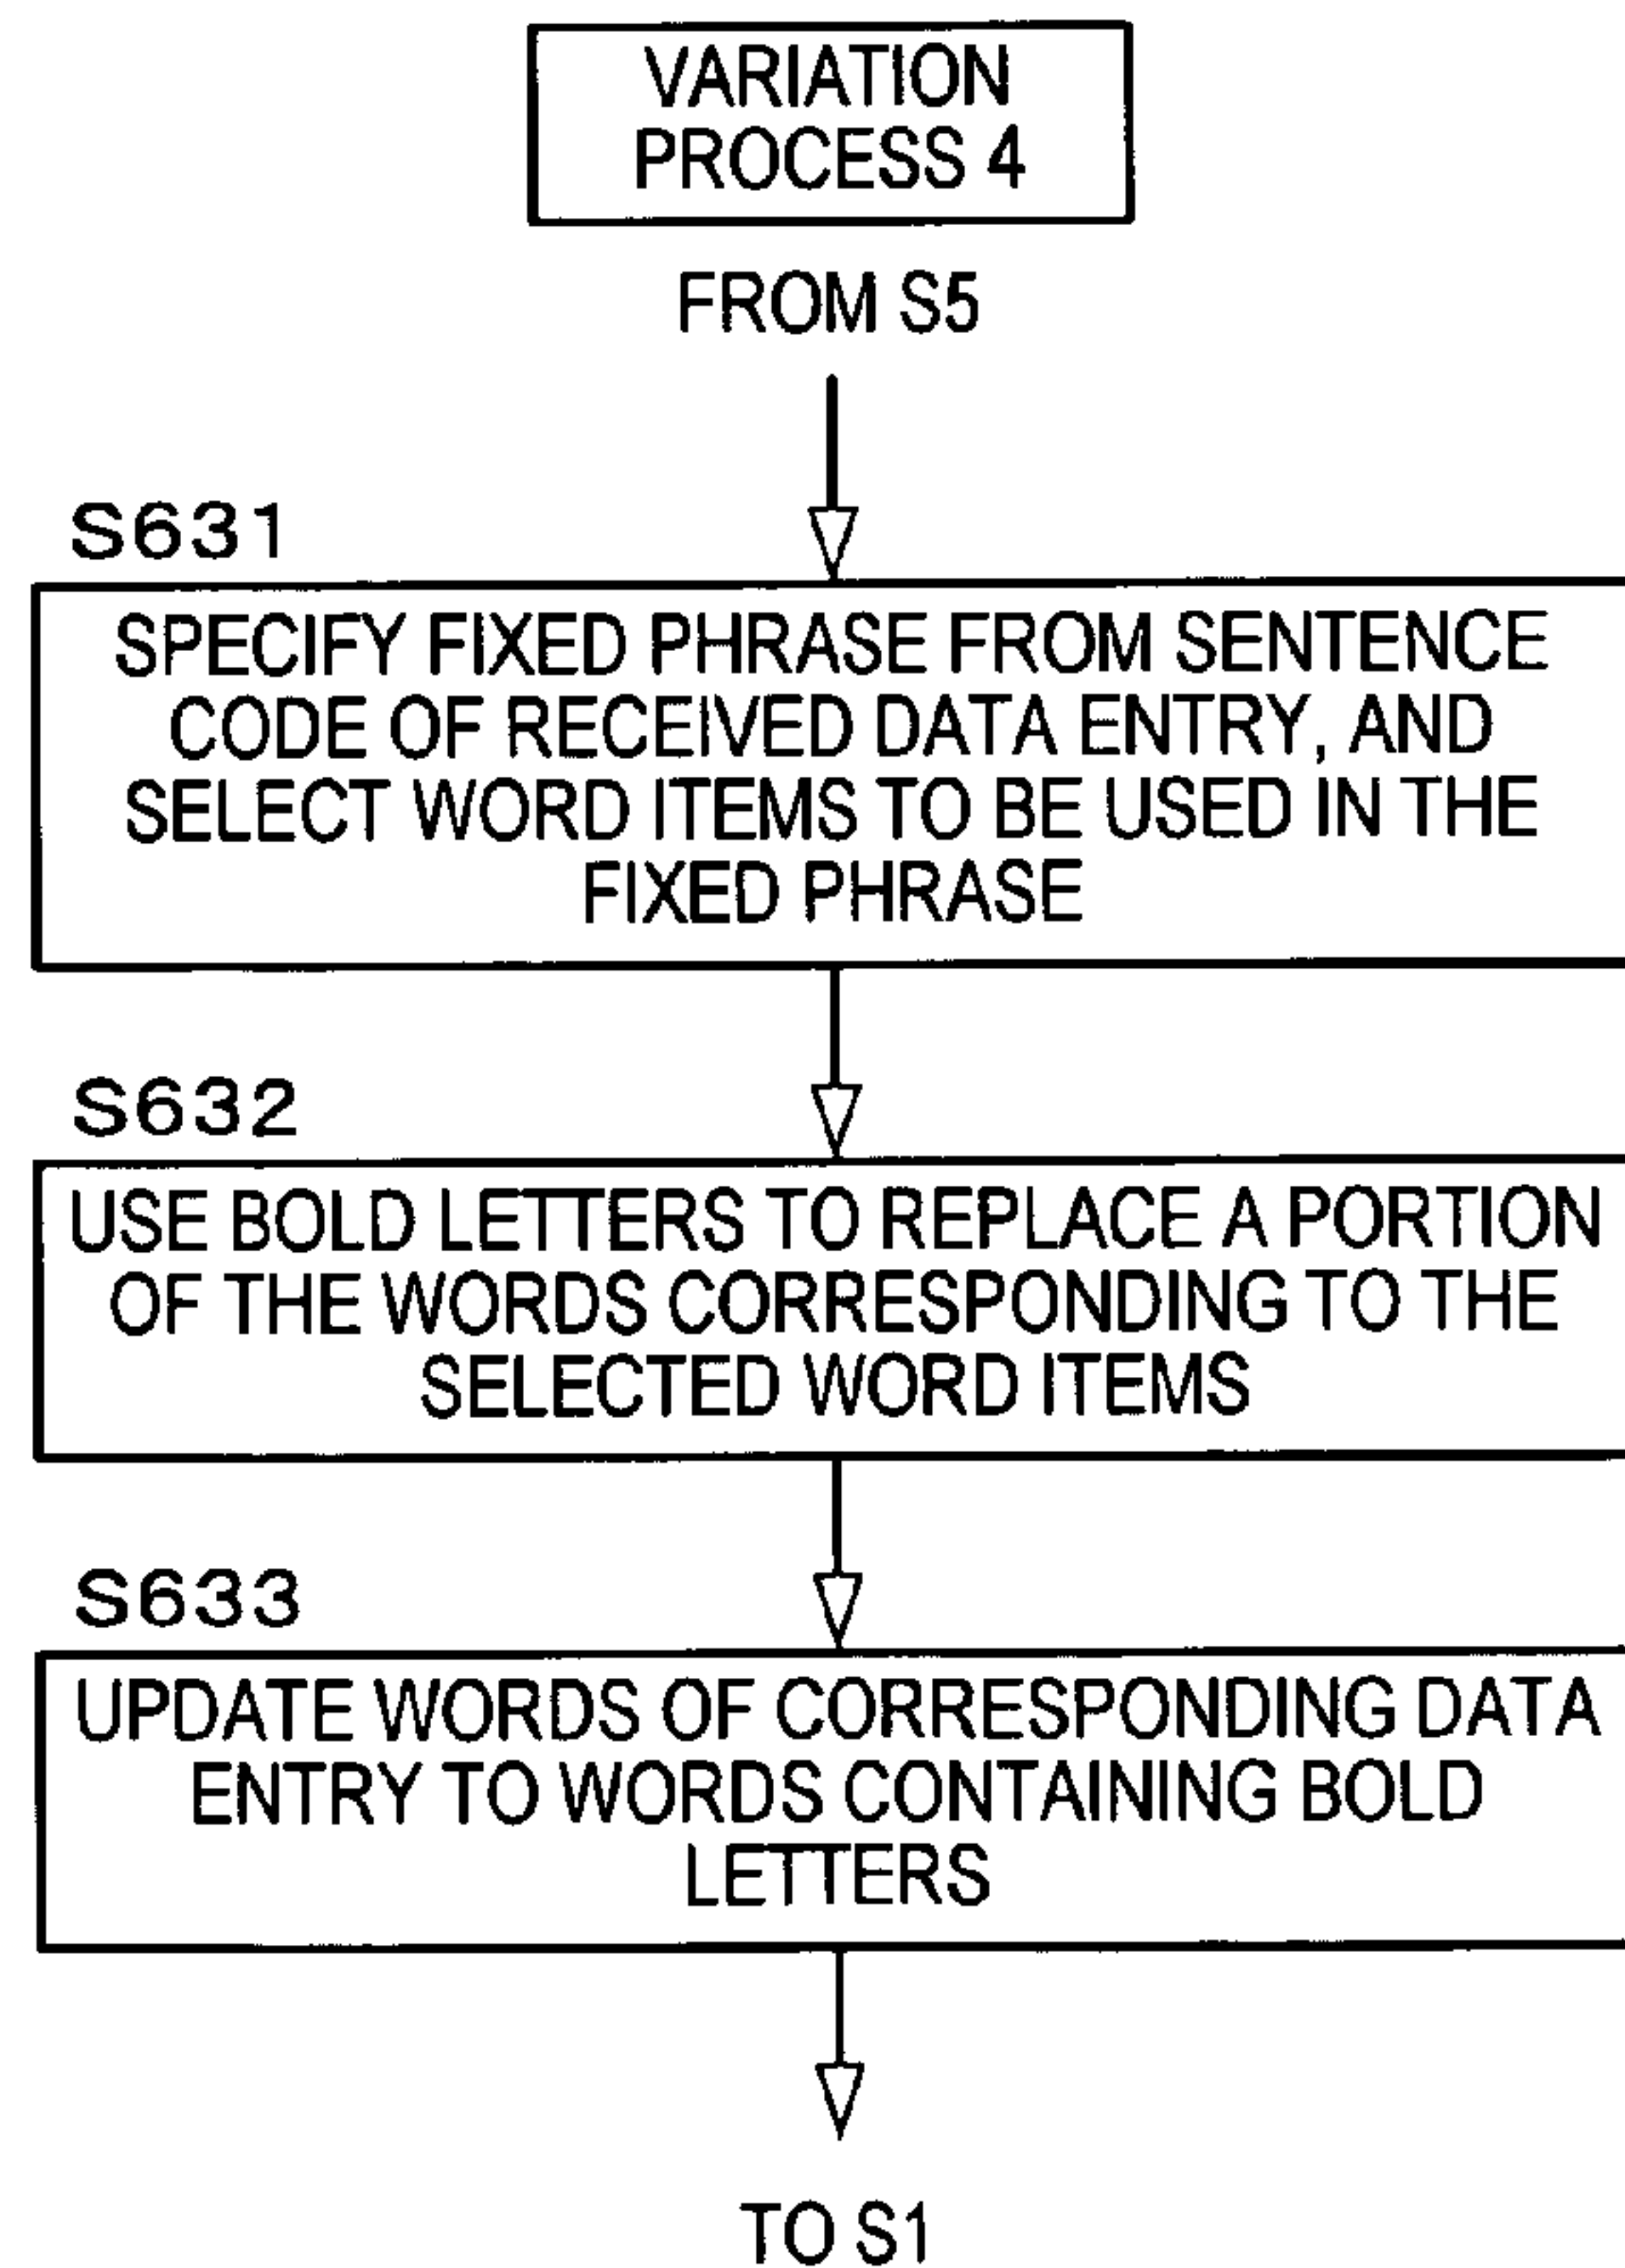 VARIATION
PROCESS 4
FROM S5
S631
SPECIFY FIXED PHRASE FROM SENTENCE
CODE OF RECEIVED DATA ENTRY, AND
SELECT WORD ITEMS TO BE USED IN THE
FIXED PHRASE
S632
USE BOLD LETTERS TO REPLACE A PORTION
OF THE WORDS CORRESPONDING TO THE
SELECTED WORD ITEMS
S633
UPDATE WORDS OF CORRESPONDING DATA
ENTRY TO WORDS CONTAINING BOLD
LETTERS
TO S1